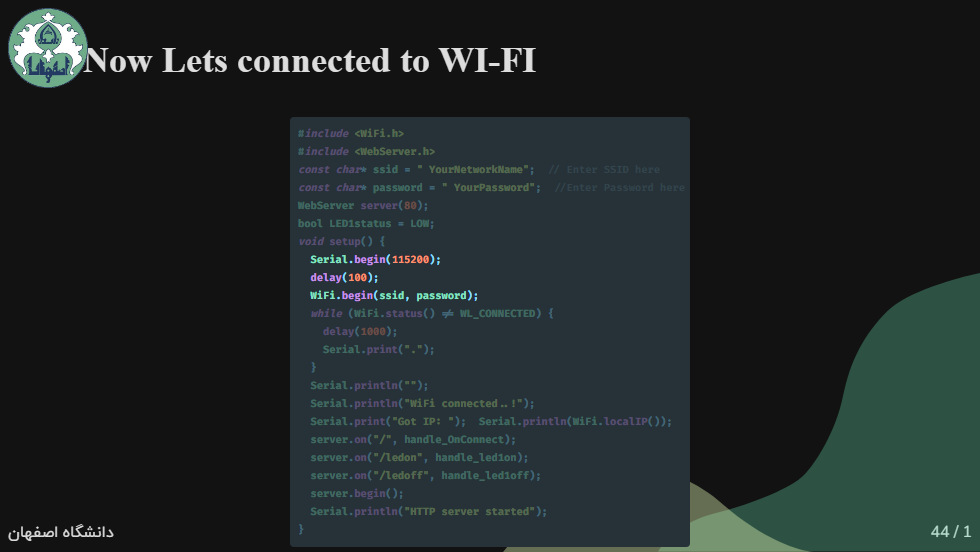 Now Lets connected to WI-FI
#include <WiFi.h>
#include <WebServer.h>
const char* ssid = " YourNetworkName";  // Enter SSID here
const char* password = " YourPassword";  //Enter Password here
WebServer server(80);
bool LED1status = LOW;
void setup() {
  Serial.begin(115200);
  delay(100);
  WiFi.begin(ssid, password);
  while (WiFi.status() != WL_CONNECTED) {
    delay(1000);
    Serial.print(".");
  }
  Serial.println("");
  Serial.println("WiFi connected..!");
  Serial.print("Got IP: ");  Serial.println(WiFi.localIP());
  server.on("/", handle_OnConnect);
  server.on("/ledon", handle_led1on);
  server.on("/ledoff", handle_led1off);
  server.begin();
  Serial.println("HTTP server started");
}
دانشگاه اصفهان
44 / 1